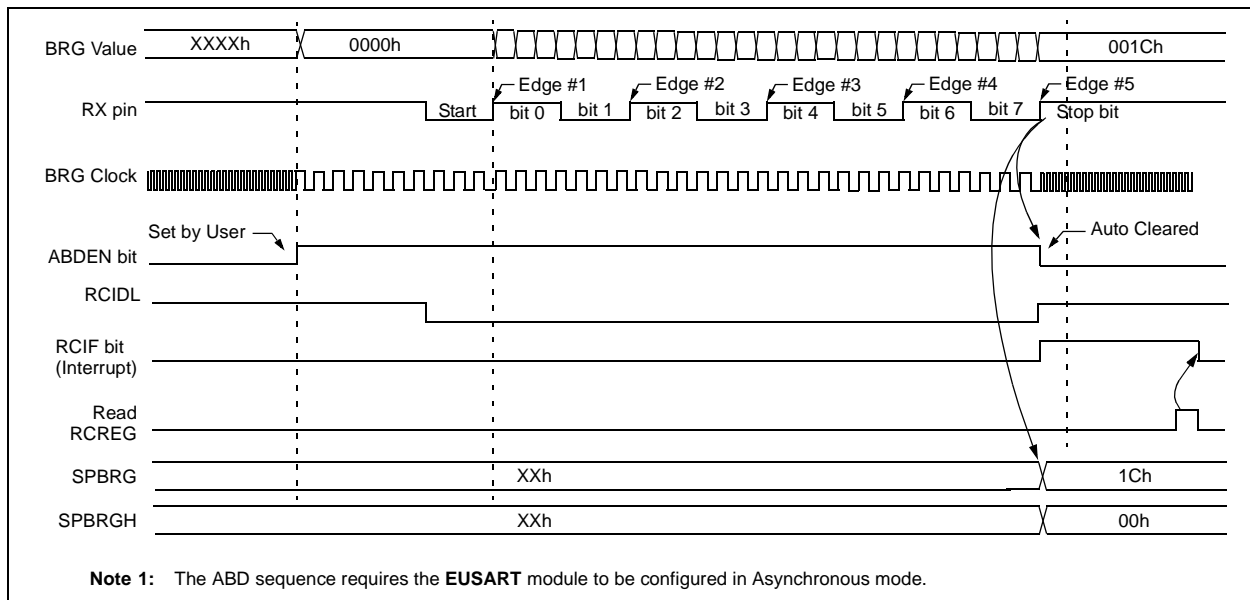 BRG Value XXXXh 0000h 001Ch
Edge #1 Edge #2 Edge #3 Edge #4 Edge #5
RX pin Start bit 0 bit 1 bit 2 bit 3 bit 4 bit 5 bit 6 bit 7 Stop bit
BRG Clock
Set by User Auto Cleared
ABDEN bit
RCIDL
RCIF bit
(Interrupt)
Read
RCREG
SPBRG XXh 1Ch
SPBRGH XXh 00h
Note 1: The ABD sequence requires the EUSART module to be configured in Asynchronous mode.